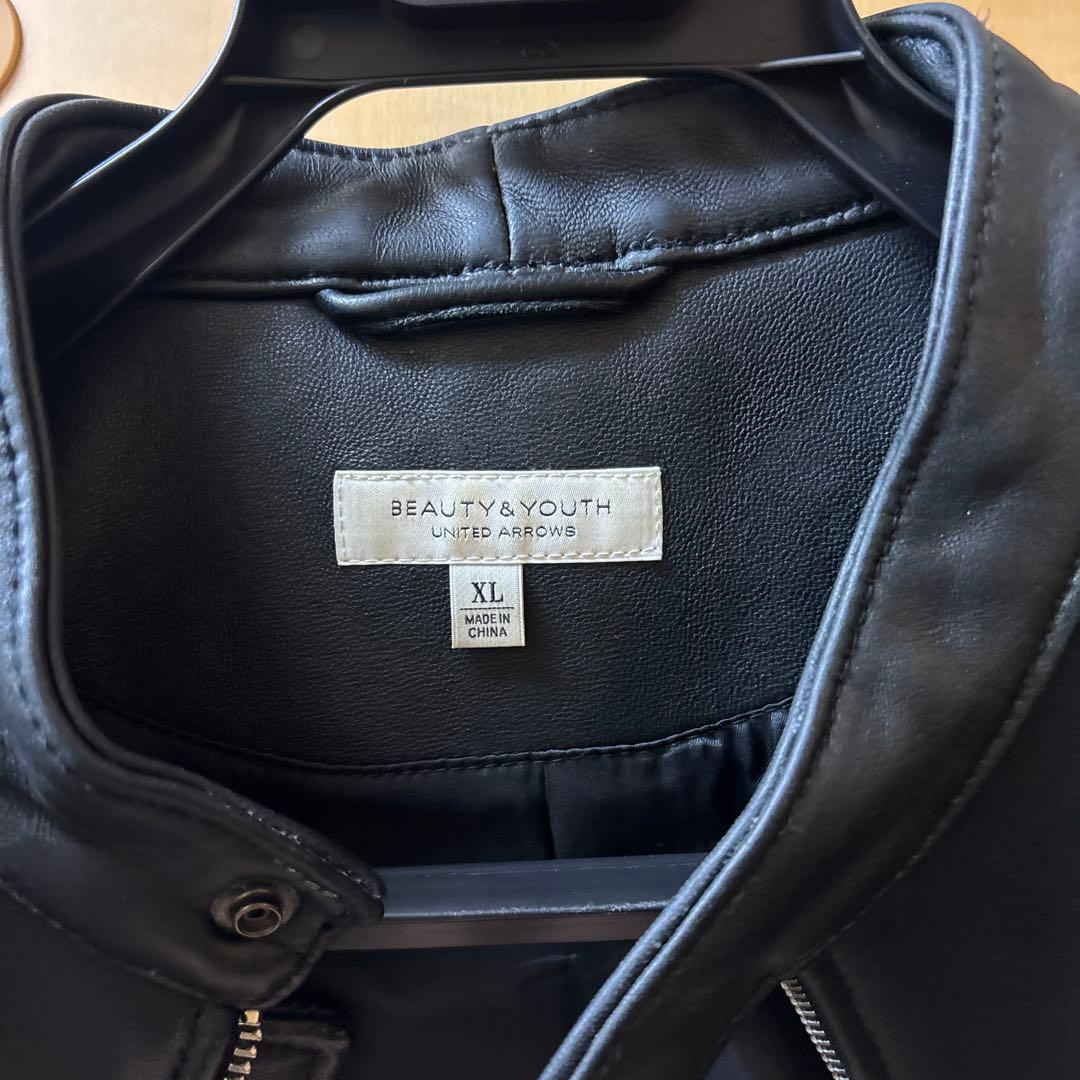 BEAUTY&YOUTH
UNITED ARROWS
XL
MADE IN
CHINA